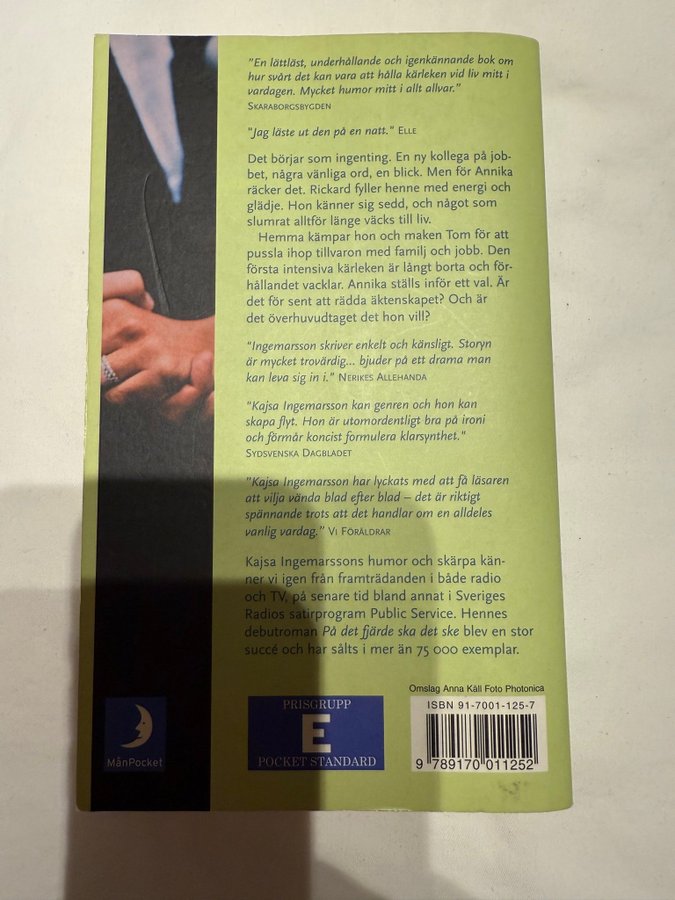 "En lättläst, underhållande och igenkännande bok om
hur svårt det kan vara att hålla kärleken vid liv mitt i
vardagen. Mycket humor mitt i allt allvar."
SKARABORGSBYGDEN
"Jag läste ut den på en natt." ELLE
Det börjar som ingenting. En ny kollega på job-
bet, några vänliga ord, en blick. Men för Annika
räcker det. Rickard fyller henne med energi och
glädje. Hon känner sig sedd, och något som
slumrat alltför länge väcks till liv.
Hemma kämpar hon och maken Tom för att
pussla ihop tillvaron med familj och jobb. Den
första intensiva kärleken är långt borta och för-
hållandet vacklar. Annika ställs inför ett val. Är
det för sent att rädda äktenskapet? Och är
det överhuvudtaget det hon vill?
"Ingemarsson skriver enkelt och känsligt. Storyn
är mycket trovärdig... bjuder på ett drama man
kan leva sig in i." NERIKES ALLEHANDA
"Kajsa Ingemarsson kan genren och hon kan
skapa flyt. Hon är utomordentligt bra på ironi
och förmår koncist formulera klarsynthet."
SYDSVENSKA DAGBLADET
"Kajsa Ingemarsson har lyckats med att få läsaren
att vilja vända blad efter blad – det är riktigt
spännande trots att det handlar om en alldeles
vanlig vardag." VI FÖRÄLDRAR
Kajsa Ingemarssons humor och skärpa kän-
ner vi igen från framträdanden i både radio
och TV, på senare tid bland annat i Sveriges
Radios satirprogram Public Service. Hennes
debutroman På det fjärde ska det ske blev en stor
succé och har sålts i mer än 75 000 exemplar.
Omslag Anna Käll Foto Photonica
ISBN 91-7001-125-7
9 789170 011252
PRISGRUPP
E
POCKET STANDARD
MånPocket